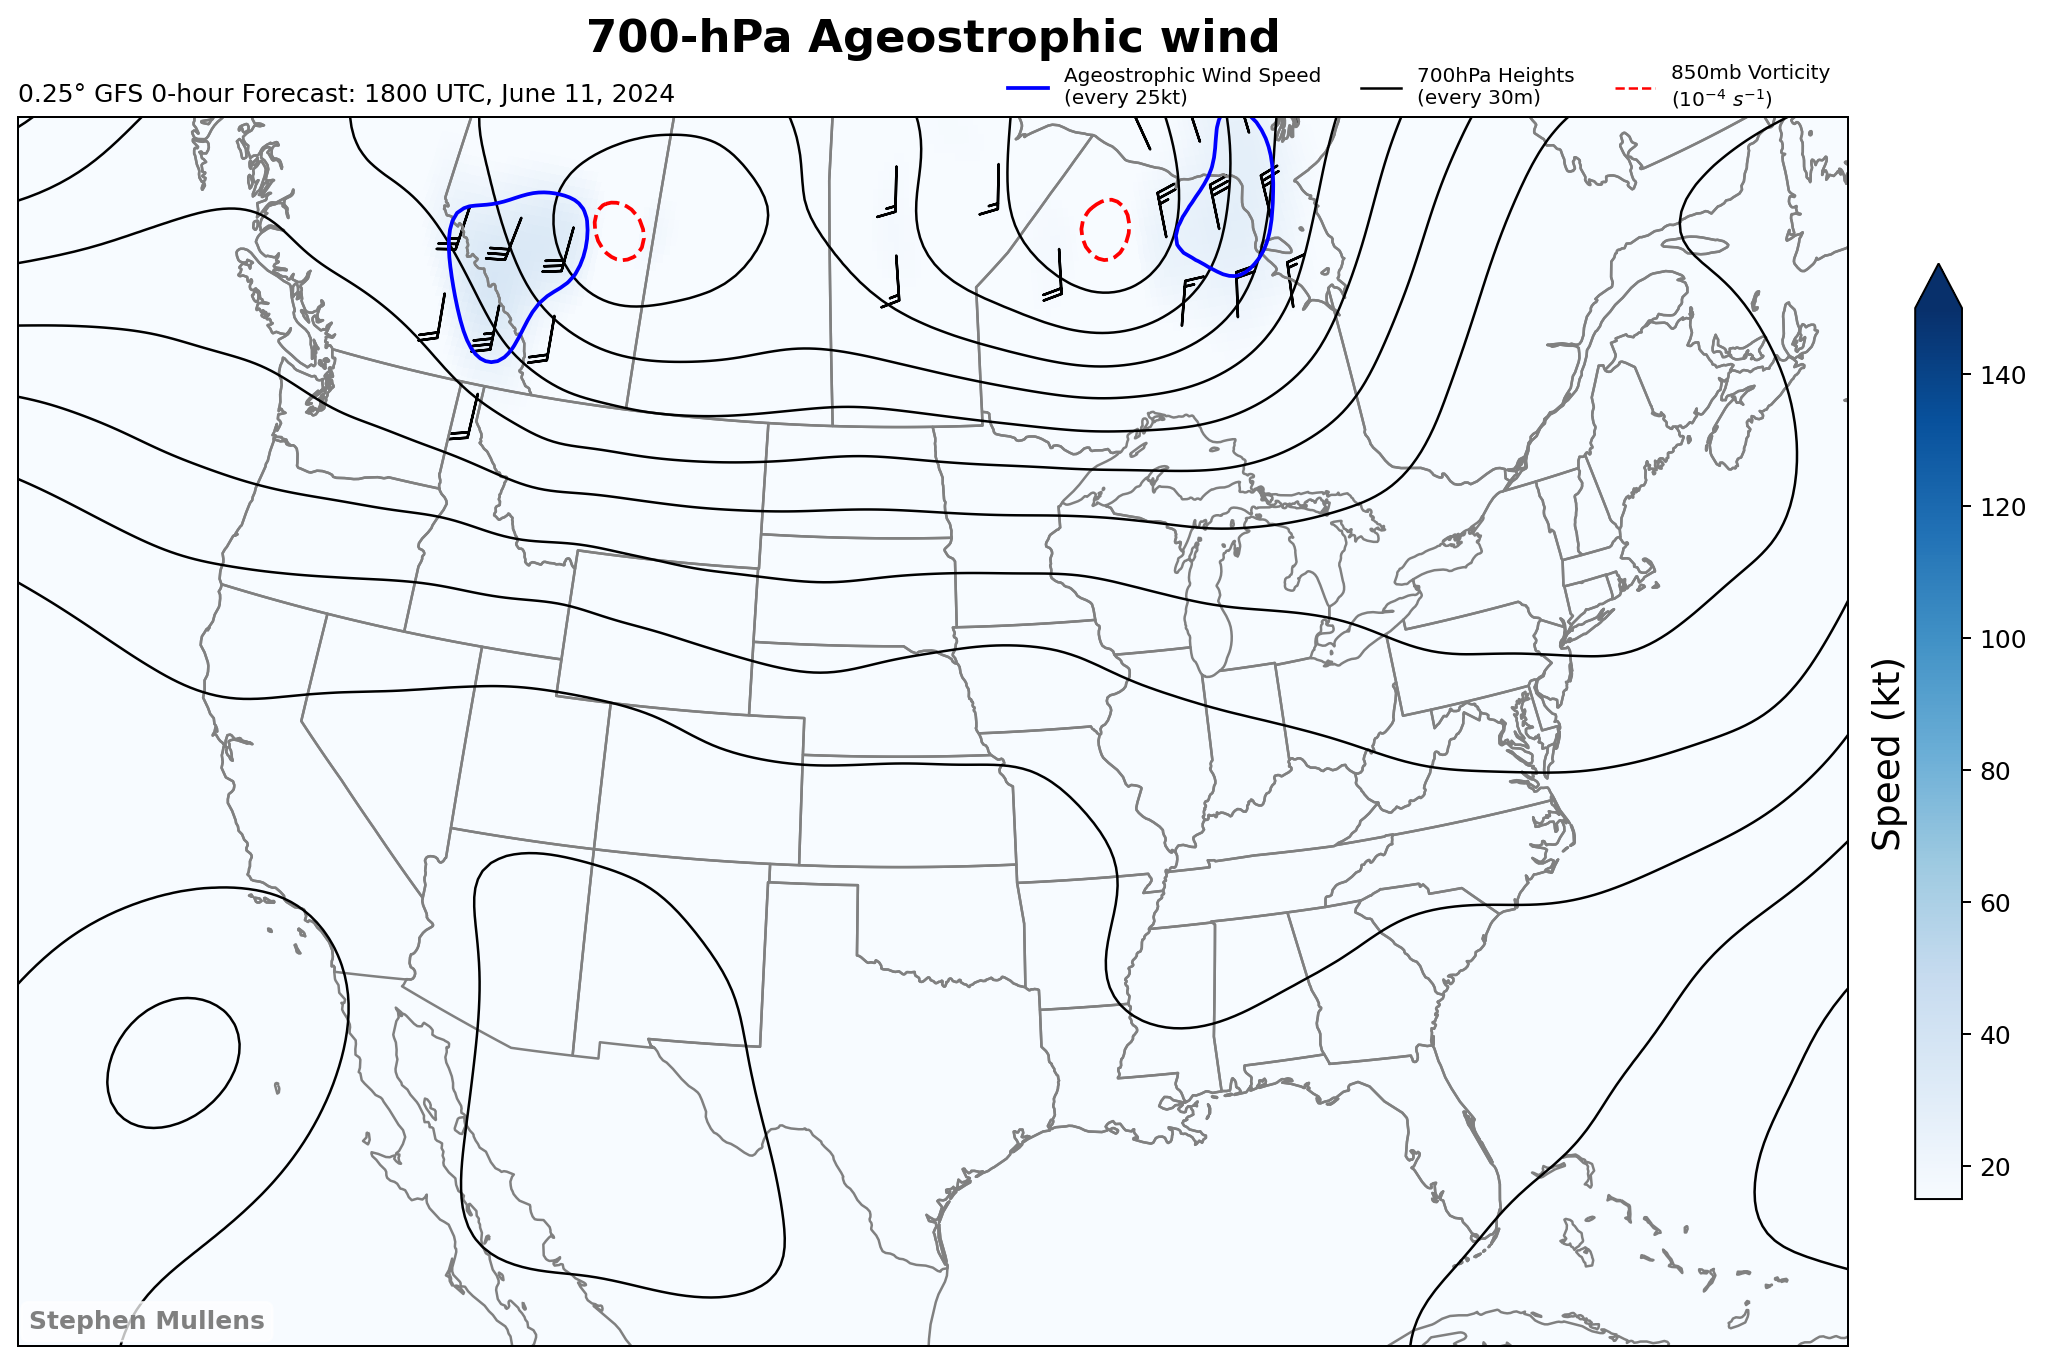 700-hPa Ageostrophic wind
0.25° GFS 0-hour Forecast: 1800 UTC, June 11, 2024
Ageostrophic Wind Speed
(every 25kt)
700hPa Heights
(every 30m)
850mb Vorticity
(10⁻⁴ s⁻¹)
140
120
100
80
60
40
20
Speed (kt)
Stephen Mullens